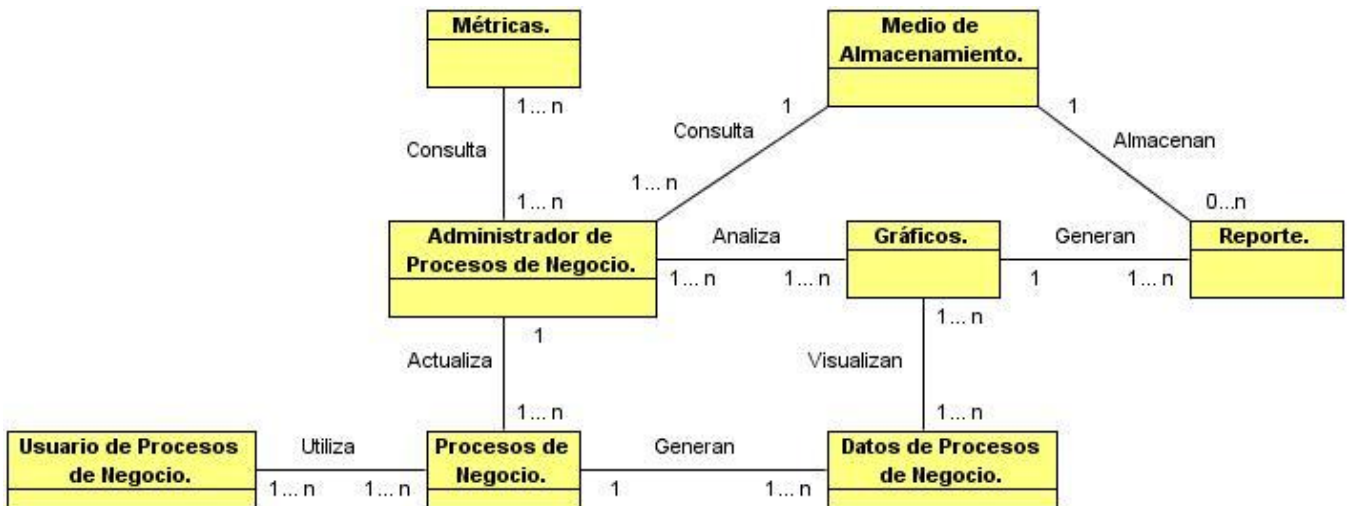 Métricas.
Medio de
Almacenamiento.
1... n
1
1
Consulta
Consulta
Almacenan
1... n
1... n
0...n
Administrador de
Procesos de Negocio.
Analiza
Gráficos.
Generan
Reporte.
1... n
1... n
1
1... n
1
1... n
Actualiza
Visualizan
1... n
1... n
Usuario de Procesos
de Negocio.
Utiliza
Procesos de
Negocio.
Generan
Datos de Procesos
de Negocio.
1... n
1... n
1
1... n